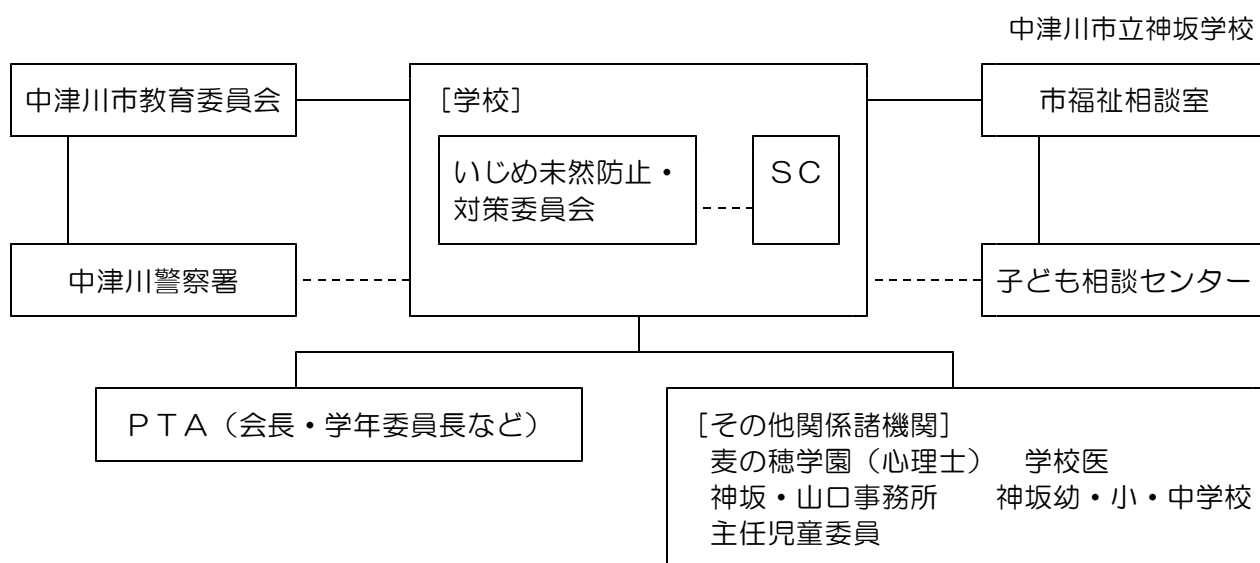 中津川市立神坂学校
中津川市教育委員会
[学校]
市福祉相談室
いじめ未然防止・
対策委員会
ＳＣ
中津川警察署
子ども相談センター
ＰＴＡ（会長・学年委員長など）
[その他関係諸機関]
麦の穂学園（心理士）　学校医
神坂・山口事務所　　神坂幼・小・中学校
主任児童委員